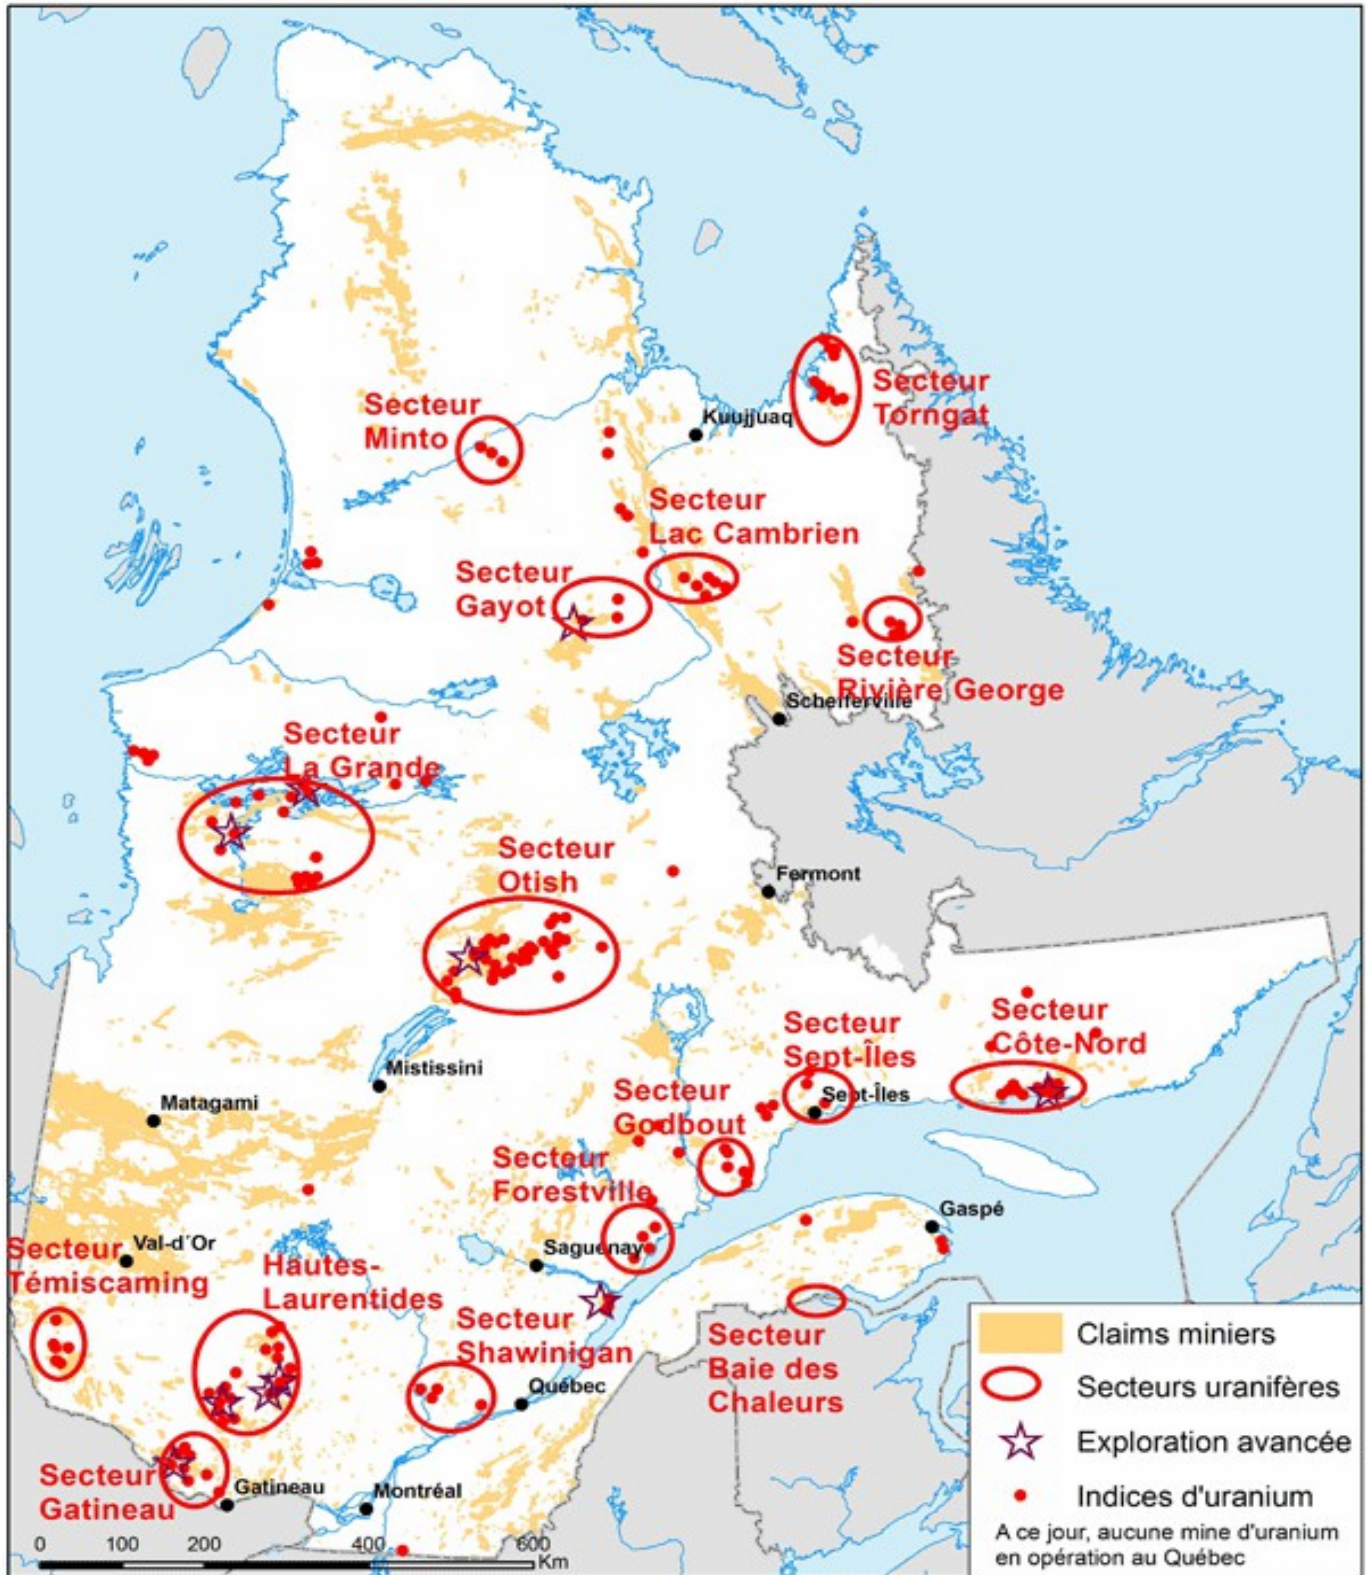 Secteur
Minto
Kuujjuaq
Secteur
Torngat
Secteur
Lac Cambrien
Secteur
Gayot
Secteur
Rivière George
Schefferville
Secteur
La Grande
Secteur
Otish
Fermont
Secteur
Côte-Nord
Secteur
Sept-Îles
Sept-Îles
Mistissini
Matagami
Secteur
Godbout
Secteur
Forestville
Gaspé
Saguenay
Val-d´Or
Secteur
Témiscaming
Hautes-
Laurentides
Secteur
Shawinigan
Québec
Secteur
Baie des
Chaleurs
Secteur
Gatineau
Gatineau
Montréal
0 100 200 400 600
Km
Claims miniers
Secteurs uranifères
Exploration avancée
Indices d'uranium
A ce jour, aucune mine d'uranium
en opération au Québec